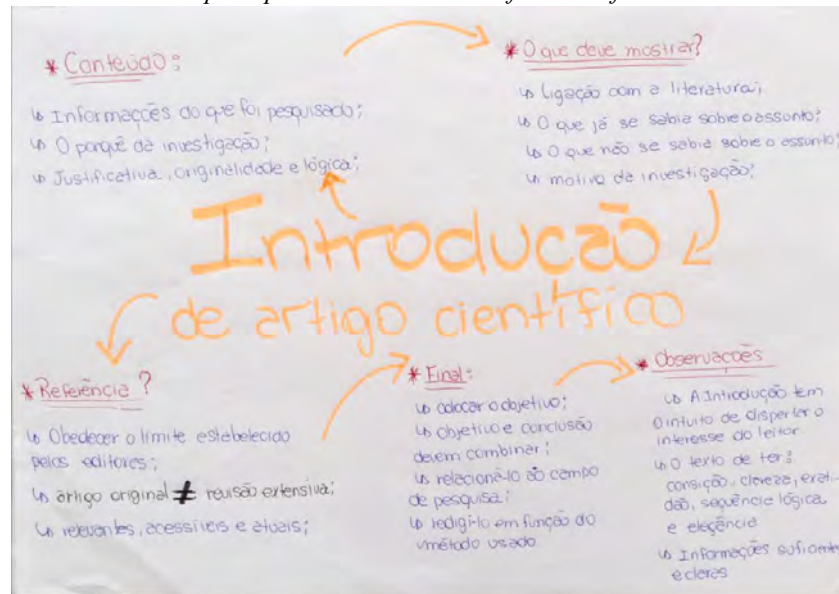 * Conteúdo:
↳ Informações do que foi pesquisado;
↳ O porquê da investigação;
↳ Justificativa, originalidade e lógica;
* O que deve mostrar?
↳ Ligação com a literatura;
↳ O que já se sabia sobre o assunto;
↳ O que não se sabia sobre o assunto;
↳ motivo da investigação;
Introdução
de artigo científico
* Referência?
↳ Obedecer o limite estabelecido
pelos editores;
↳ artigo original ≠ revisão extensiva;
↳ relevantes, acessíveis e atuais;
* Final:
↳ colocar o objetivo;
↳ objetivo e conclusão
devem combinar;
↳ relacioná-lo ao campo
de pesquisa;
↳ redigi-lo em função do
método usado
* Observações
↳ A Introdução tem
o intuito de dispertar o
interesse do leitor
↳ O texto de ter:
consição, clareza, exati-
dão, sequência lógica
e elegância
↳ Informações sufientes
e claras